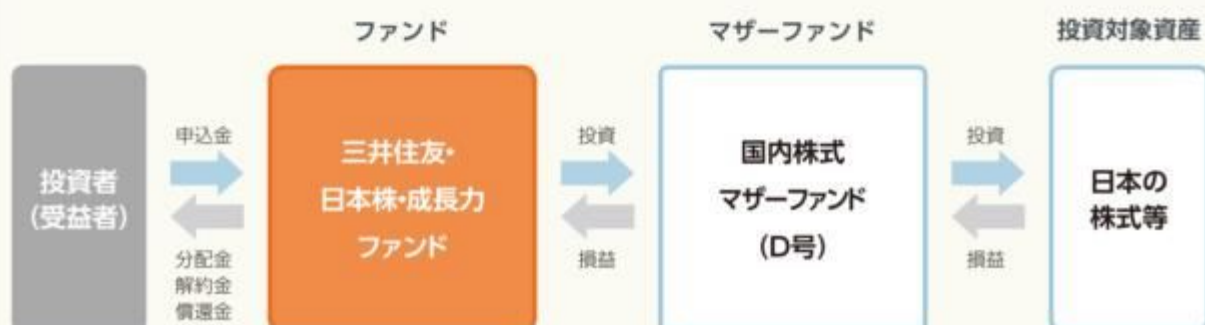 ファンド
マザーファンド
投資対象資産
投資者
(受益者)
申込金
分配金
解約金
償還金
三井住友・
日本株・成長力
ファンド
投資
損益
国内株式
マザーファンド
(D号)
投資
損益
日本の
株式等